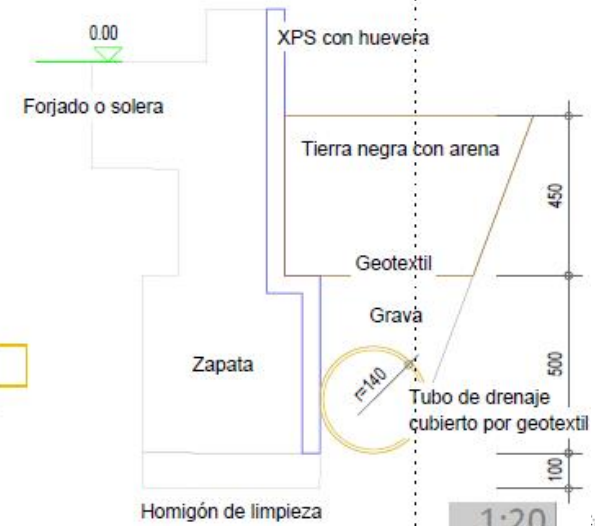 0.00
XPS con huevera
Forjado o solera
Tierra negra con arena
450
Geotextil
Grava
Zapata
500
r=140
Tubo de drenaje
cubierto por geotextil
100
Homigón de limpieza
1:20